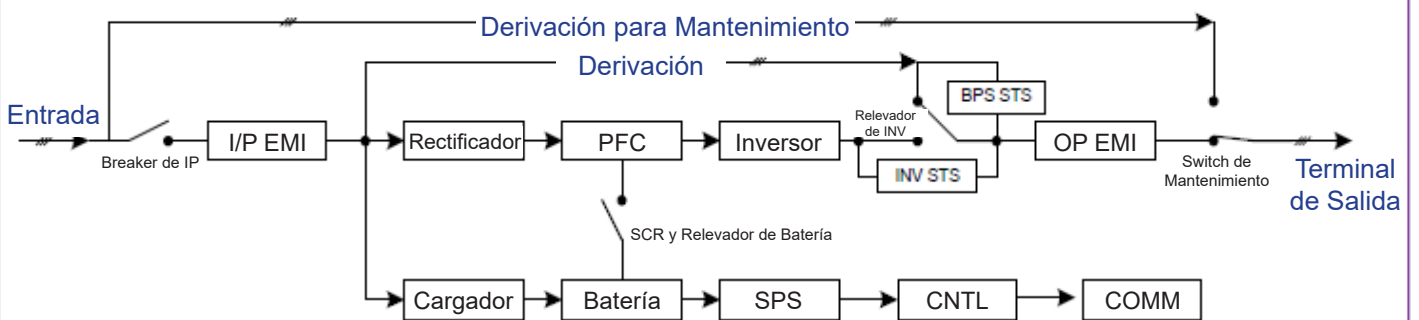 Derivación para Mantenimiento
Derivación
BPS STS
Entrada
Relevador
de INV
I/P EMI
Rectificador
PFC
Inversor
OP EMI
Breaker de IP
INV STS
Switch de
Mantenimiento
Terminal
de Salida
SCR y Relevador de Batería
Cargador
Batería
SPS
CNTL
COMM